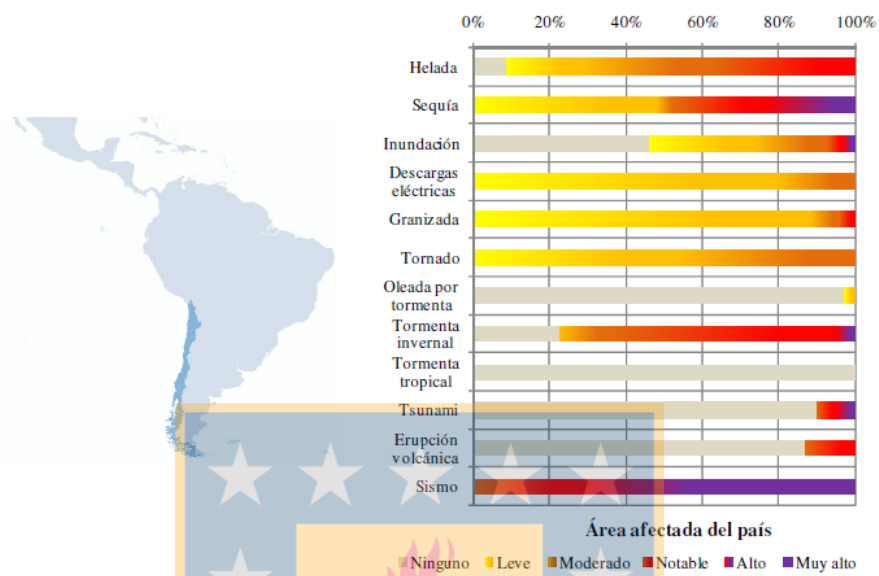 0% 20% 40% 60% 80% 100%
Helada
Sequía
Inundación
Descargas
eléctricas
Granizada
Tornado
Oleada por
tormenta
Tormenta
invernal
Tormenta
tropical
Tsunami
Erupción
volcánica
Sismo
Área afectada del país
Ninguno Leve Moderado Notable Alto Muy alto